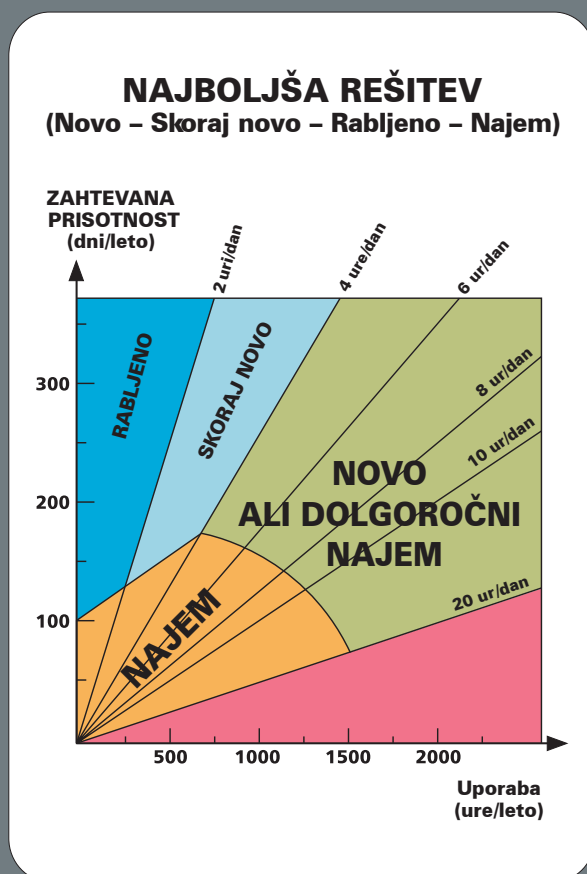 NAJBOLJŠA REŠITEV
(Novo – Skoraj novo – Rabljeno – Najem)
ZAHTEVANA
PRISOTNOST
(dni/leto)
2 uri/dan
4 ure/dan
6 ur/dan
8 ur/dan
10 ur/dan
20 ur/dan
RABLJENO
SKORAJ NOVO
NOVO
ALI DOLGOROČNI
NAJEM
NAJEM
300
200
100
500
1000
1500
2000
Uporaba
(ure/leto)